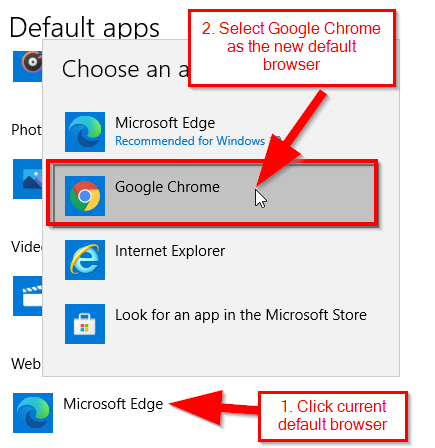 Default apps
2. Select Google Chrome
as the new default
browser
Choose an a
Microsoft Edge
Recommended for Windows
Phot
Google Chrome
Video
Internet Explorer
Look for an app in the Microsoft Store
Web
Microsoft Edge
1. Click current
default browser